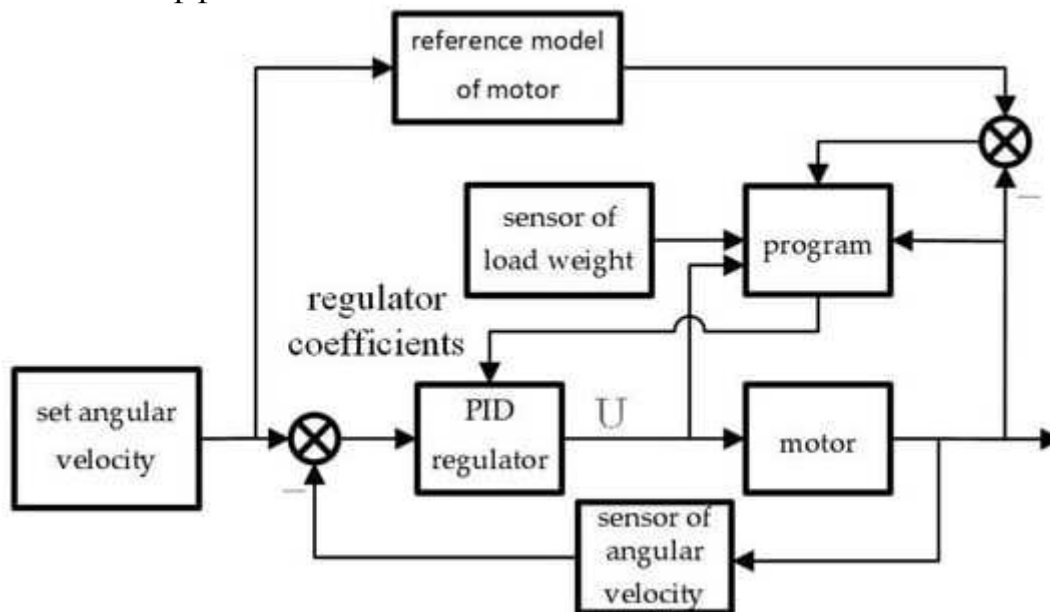 reference model
of motor
sensor of
load weight
program
regulator
coefficients
set angular
velocity
PID
regulator
U
motor
sensor of
angular
velocity